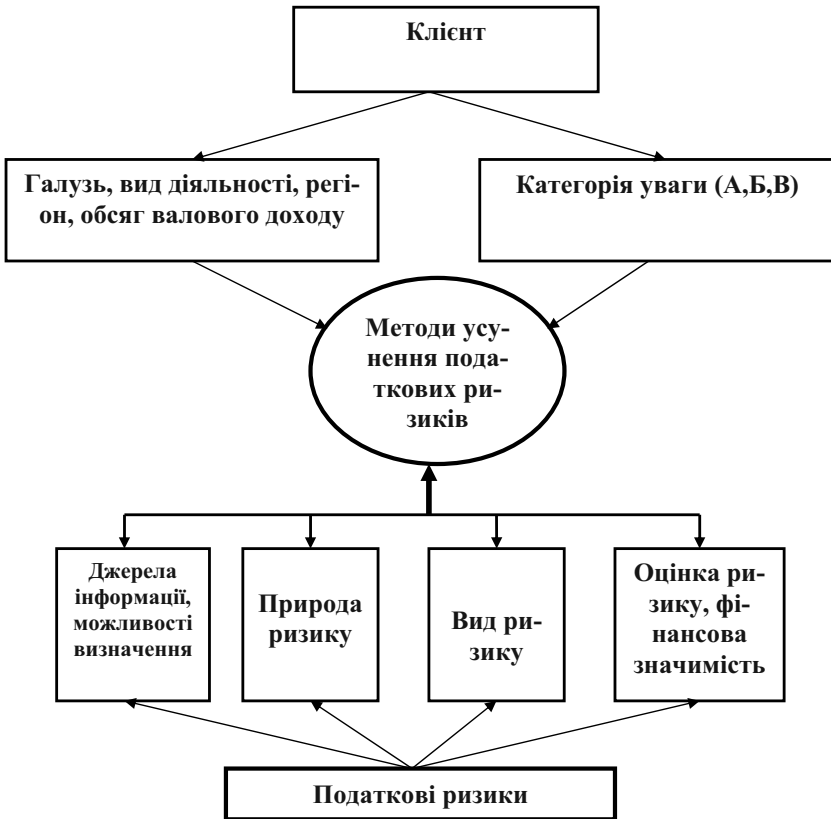 Клієнт
Галузь, вид діяльності, регі-
он, обсяг валового доходу
Категорія уваги (А,Б,В)
Методи усу-
нення пода-
ткових ри-
зиків
Джерела
інформації,
можливості
визначення
Природа
ризику
Вид ри-
зику
Оцінка ри-
зику, фі-
нансова
значимість
Податкові ризики